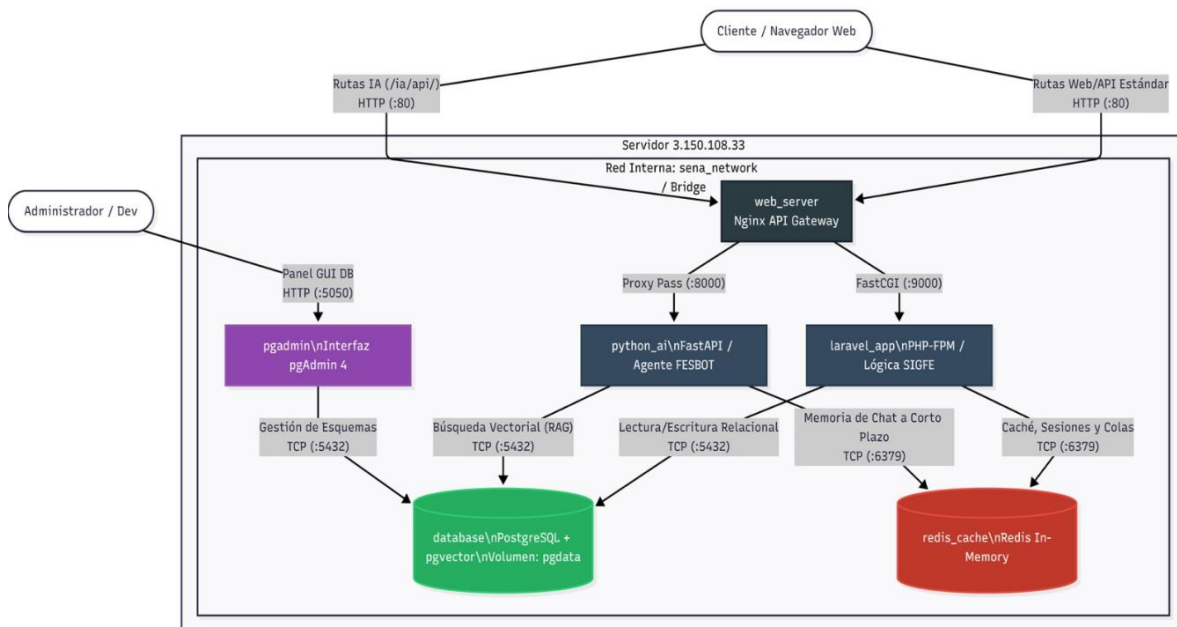 Cliente / Navegador Web
Rutas IA (/ia/api/)
HTTP (:80)
Rutas Web/API Estándar
HTTP (:80)
Servidor 3.150.108.33
Red Interna: sena_network
/ Bridge
Administrador / Dev
web_server
Nginx API Gateway
Panel GUI DB
HTTP (:5050)
Proxy Pass (:8000)
FastCGI (:9000)
pgadmin\nInterfaz
pgAdmin 4
python_ai\nFastAPI /
Agente FESBOT
laravel_app\nPHP-FPM /
Lógica SIGFE
Gestión de Esquemas
TCP (:5432)
Búsqueda Vectorial (RAG)
TCP (:5432)
Lectura/Escritura Relacional
TCP (:5432)
Memoria de Chat a Corto
Plazo
TCP (:6379)
Caché, Sesiones y Colas
TCP (:6379)
database\nPostgreSQL +
pgvector\nVolumen: pgdata
redis_cache\nRedis In-
Memory